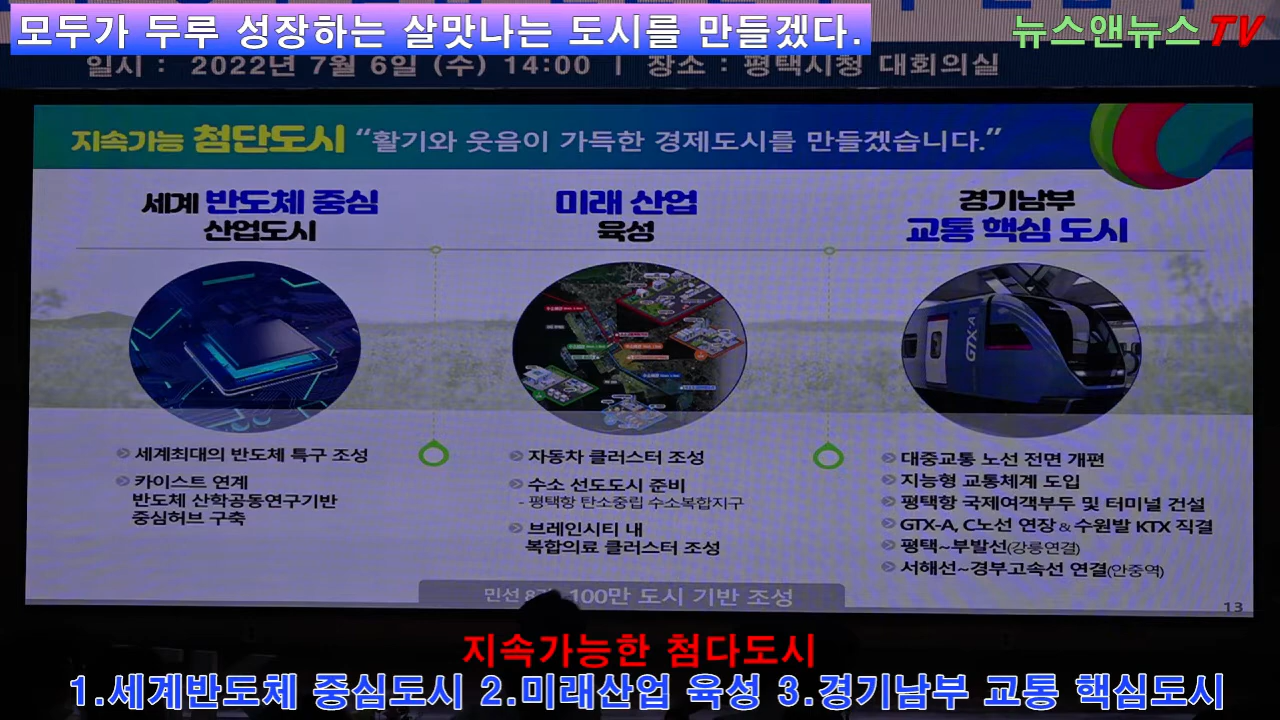 모두가 두루 성장하는 살맛나는 도시를 만들겠다.
뉴스앤뉴스TV
일시 : 2022년 7월 6일 (수) 14:00 ㅣ 장소 : 평택시청 대회의실
지속가능 첨단도시 “활기와 웃음이 가득한 경제도시를 만들겠습니다.”
세계 반도체 중심
산업도시
미래 산업
육성
경기남부
교통 핵심 도시
GTX-A
세계최대의 반도체 특구 조성
카이스트 연계
반도체 산학공동연구기반
중심허브 구축
자동차 클러스터 조성
수소 선도도시 준비
- 평택항 탄소중립 수소복합지구
브레인시티 내
복합의료 클러스터 조성
대중교통 노선 전면 개편
지능형 교통체계 도입
평택항 국제여객부두 및 터미널 건설
GTX-A, C노선 연장 & 수원발 KTX 직결
평택~부발선(강릉연결)
서해선~경부고속선 연결(안중역)
민선 8 100만 도시 기반 조성
13
지속가능한 첨다도시
1.세계반도체 중심도시 2.미래산업 육성 3.경기남부 교통 핵심도시